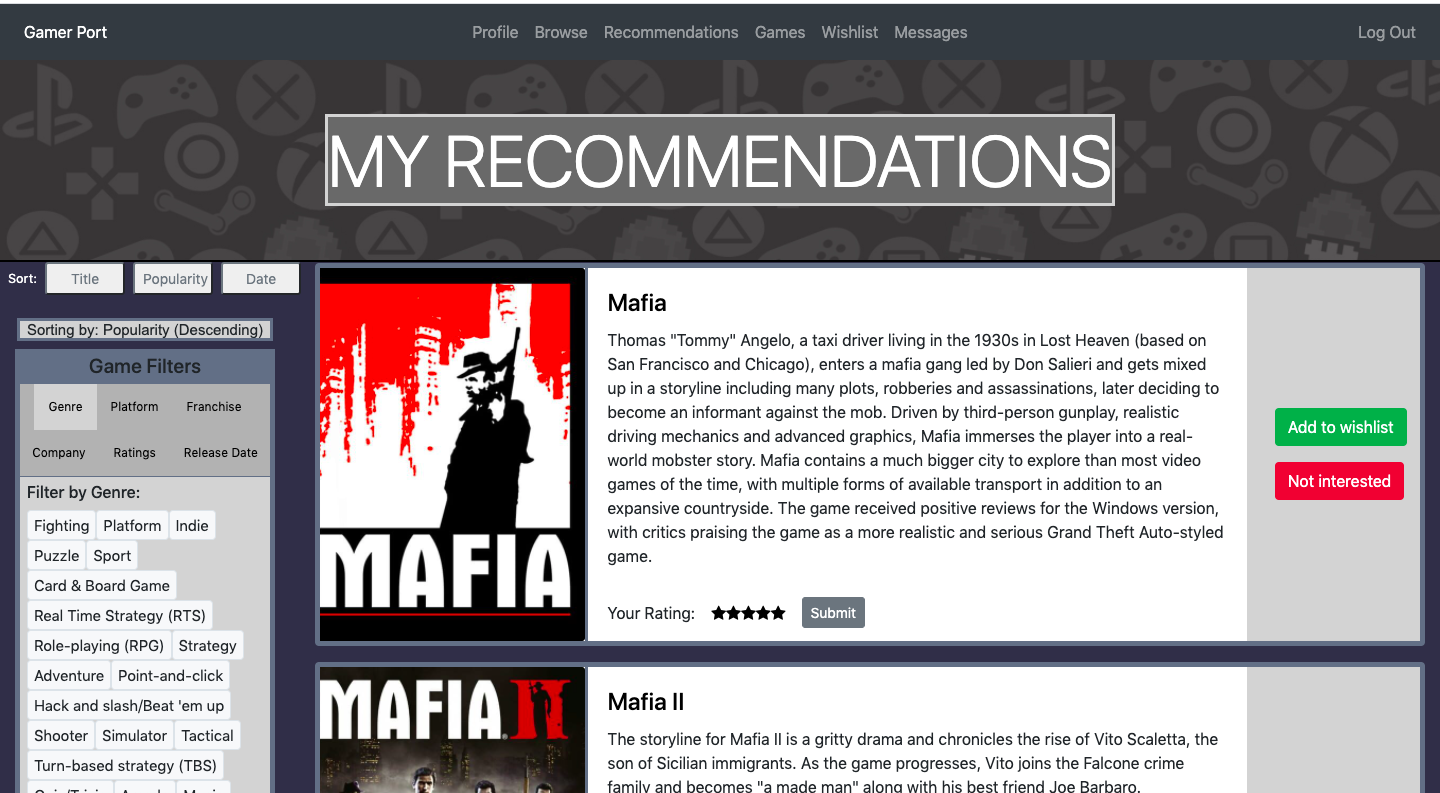 Gamer Port
Profile Browse Recommendations Games Wishlist Messages
Log Out
MY RECOMMENDATIONS
Sort: Title Popularity Date
Sorting by: Popularity (Descending)
Game Filters
Genre Platform Franchise
Company Ratings Release Date
Filter by Genre:
Fighting Platform Indie
Puzzle Sport
Card & Board Game
Real Time Strategy (RTS)
Role-playing (RPG) Strategy
Adventure Point-and-click
Hack and slash/Beat 'em up
Shooter Simulator Tactical
Turn-based strategy (TBS)
MAFIA
Mafia
Thomas "Tommy" Angelo, a taxi driver living in the 1930s in Lost Heaven (based on
San Francisco and Chicago), enters a mafia gang led by Don Salieri and gets mixed
up in a storyline including many plots, robberies and assassinations, later deciding to
become an informant against the mob. Driven by third-person gunplay, realistic
driving mechanics and advanced graphics, Mafia immerses the player into a real-
world mobster story. Mafia contains a much bigger city to explore than most video
games of the time, with multiple forms of available transport in addition to an
expansive countryside. The game received positive reviews for the Windows version,
with critics praising the game as a more realistic and serious Grand Theft Auto-styled
game.
Your Rating: ★★★★★ Submit
Add to wishlist
Not interested
MAFIA II
Mafia II
The storyline for Mafia II is a gritty drama and chronicles the rise of Vito Scaletta, the
son of Sicilian immigrants. As the game progresses, Vito joins the Falcone crime
family and becomes "a made man" along with his best friend Joe Barbaro.